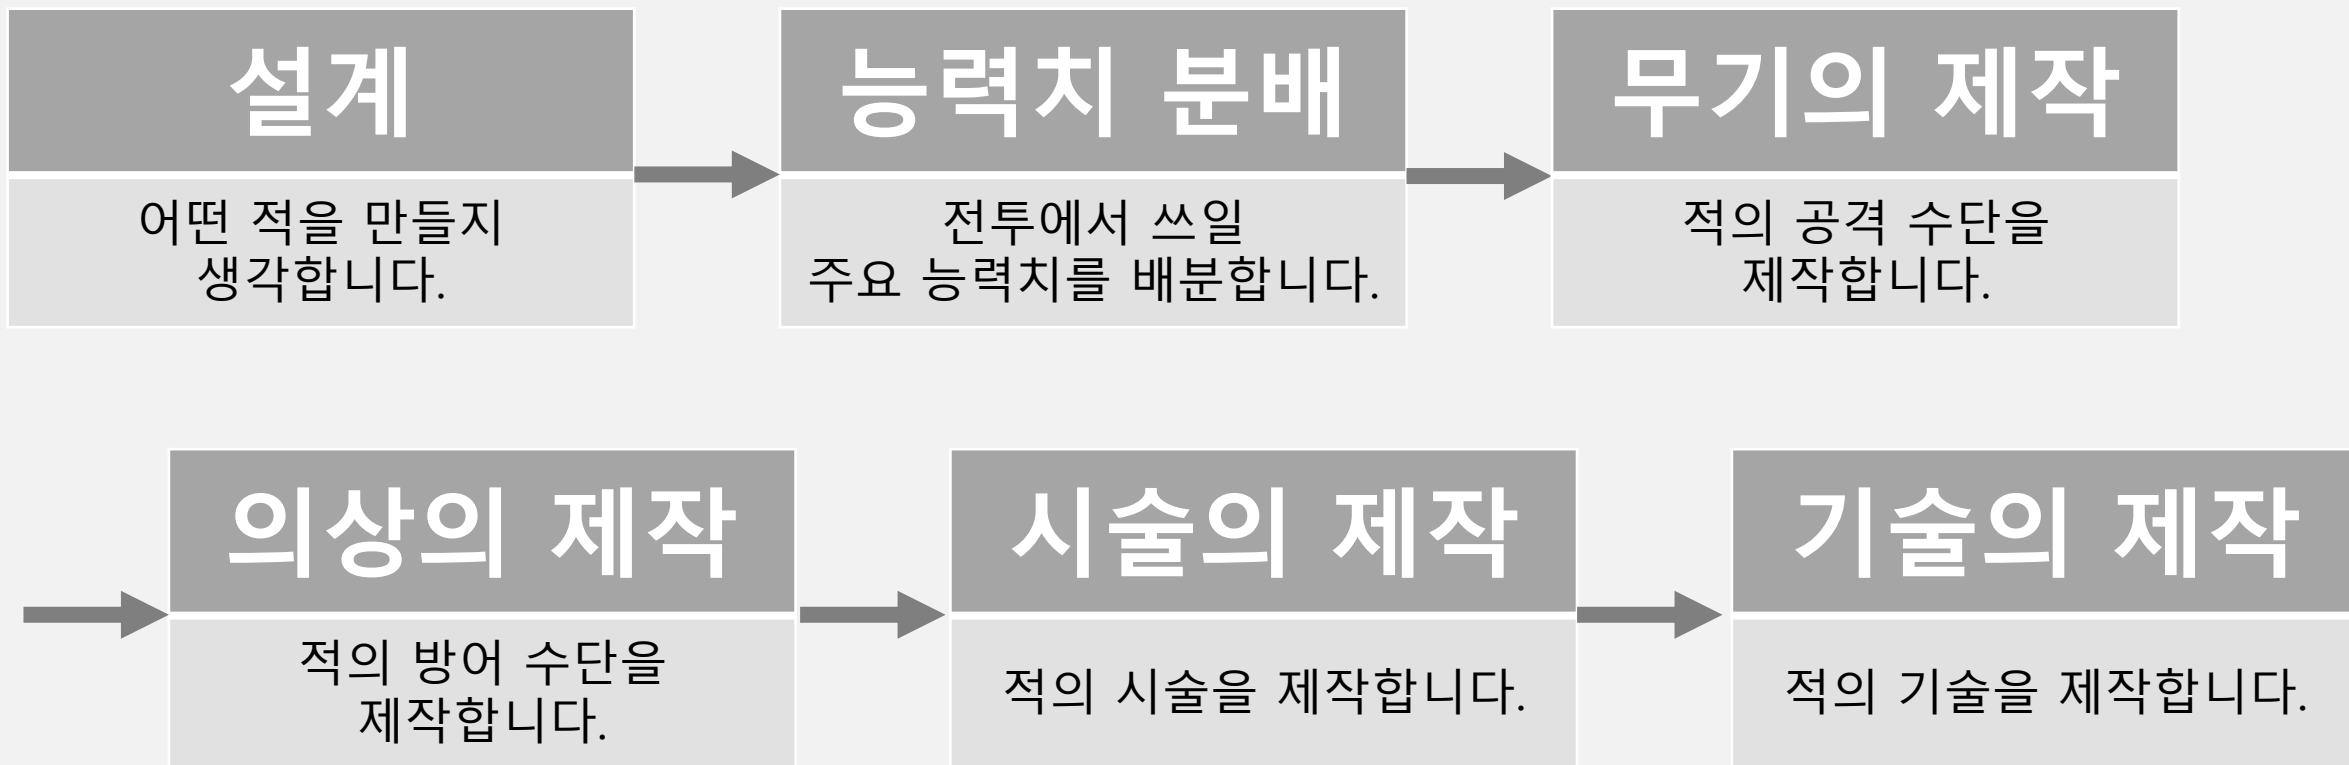 설계
어떤 적을 만들지
생각합니다.
능력치 분배
전투에서 쓰일
주요 능력치를 배분합니다.
무기의 제작
적의 공격 수단을
제작합니다.
의상의 제작
적의 방어 수단을
제작합니다.
시술의 제작
적의 시술을 제작합니다.
기술의 제작
적의 기술을 제작합니다.